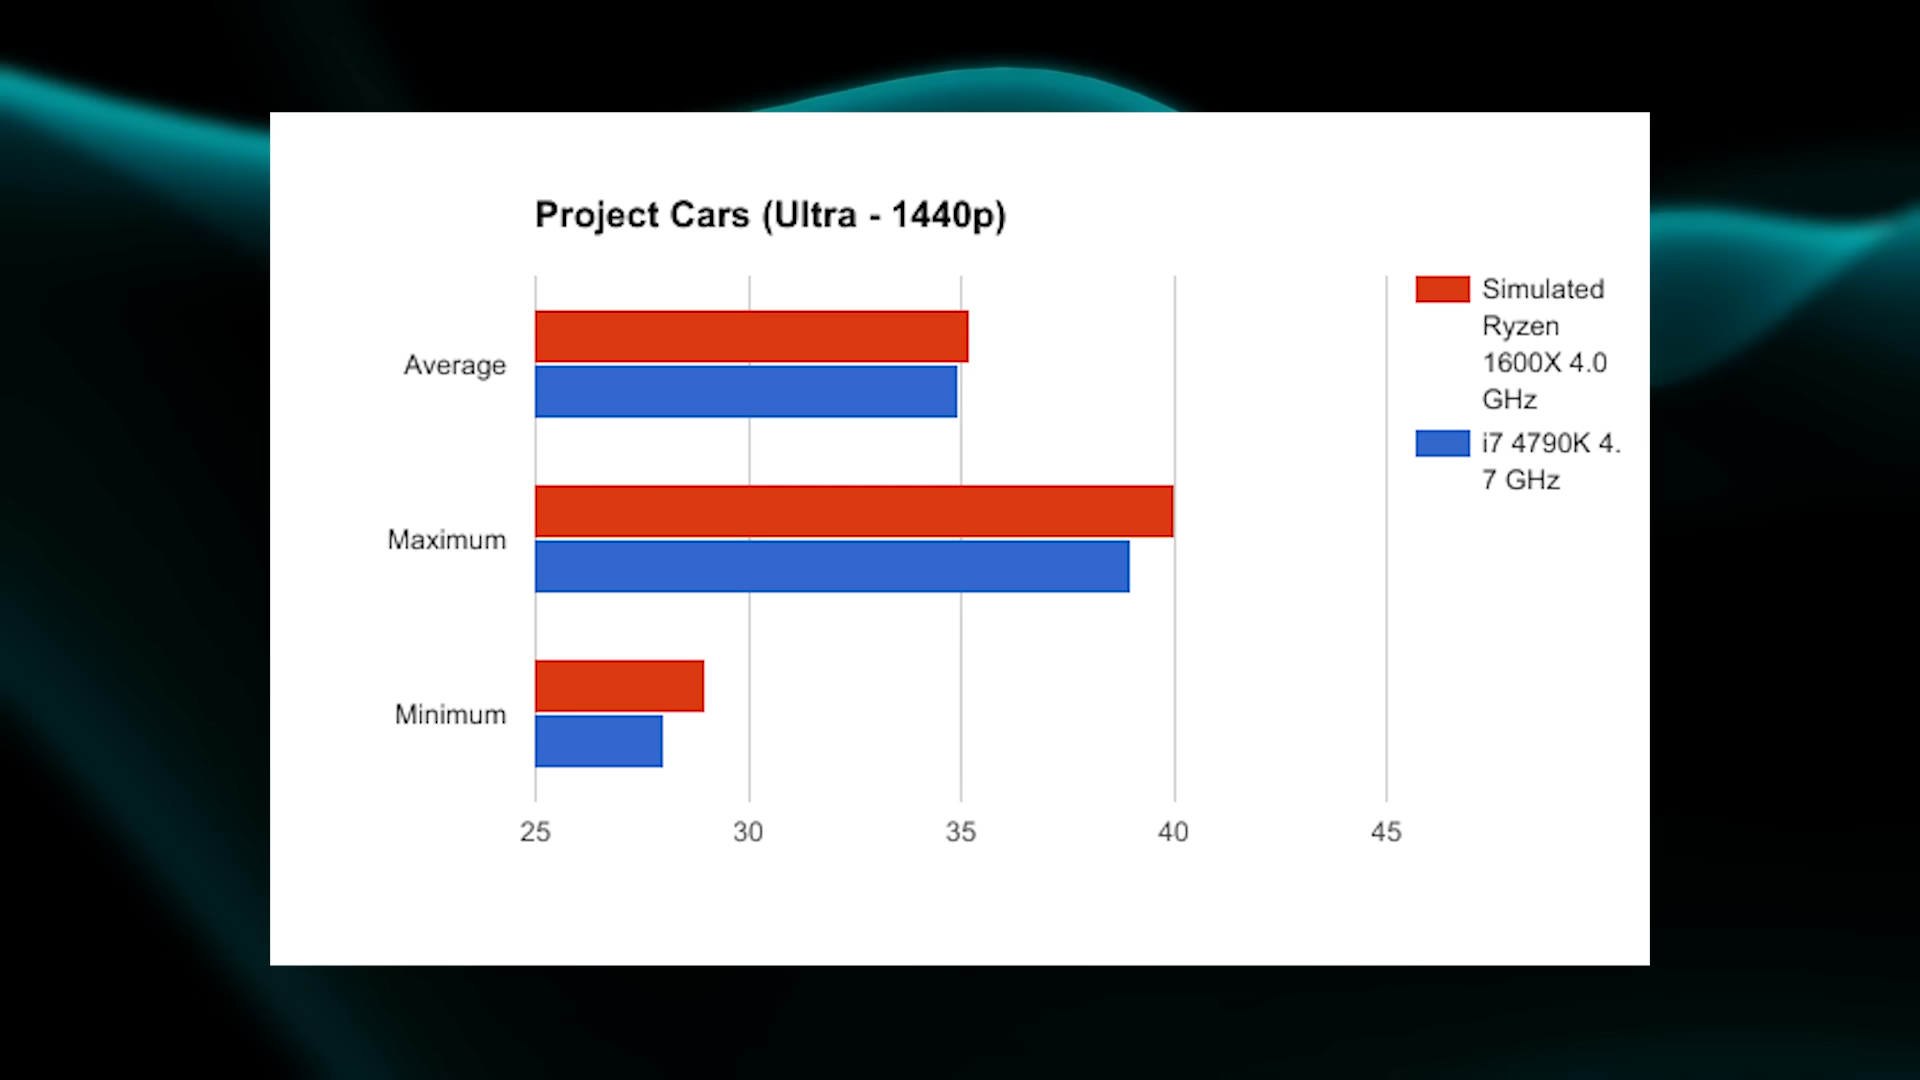 Project Cars (Ultra - 1440p)
Simulated
Ryzen
1600X 4.0
GHz
i7 4790K 4.
7 GHz
Average
Maximum
Minimum
25 30 35 40 45